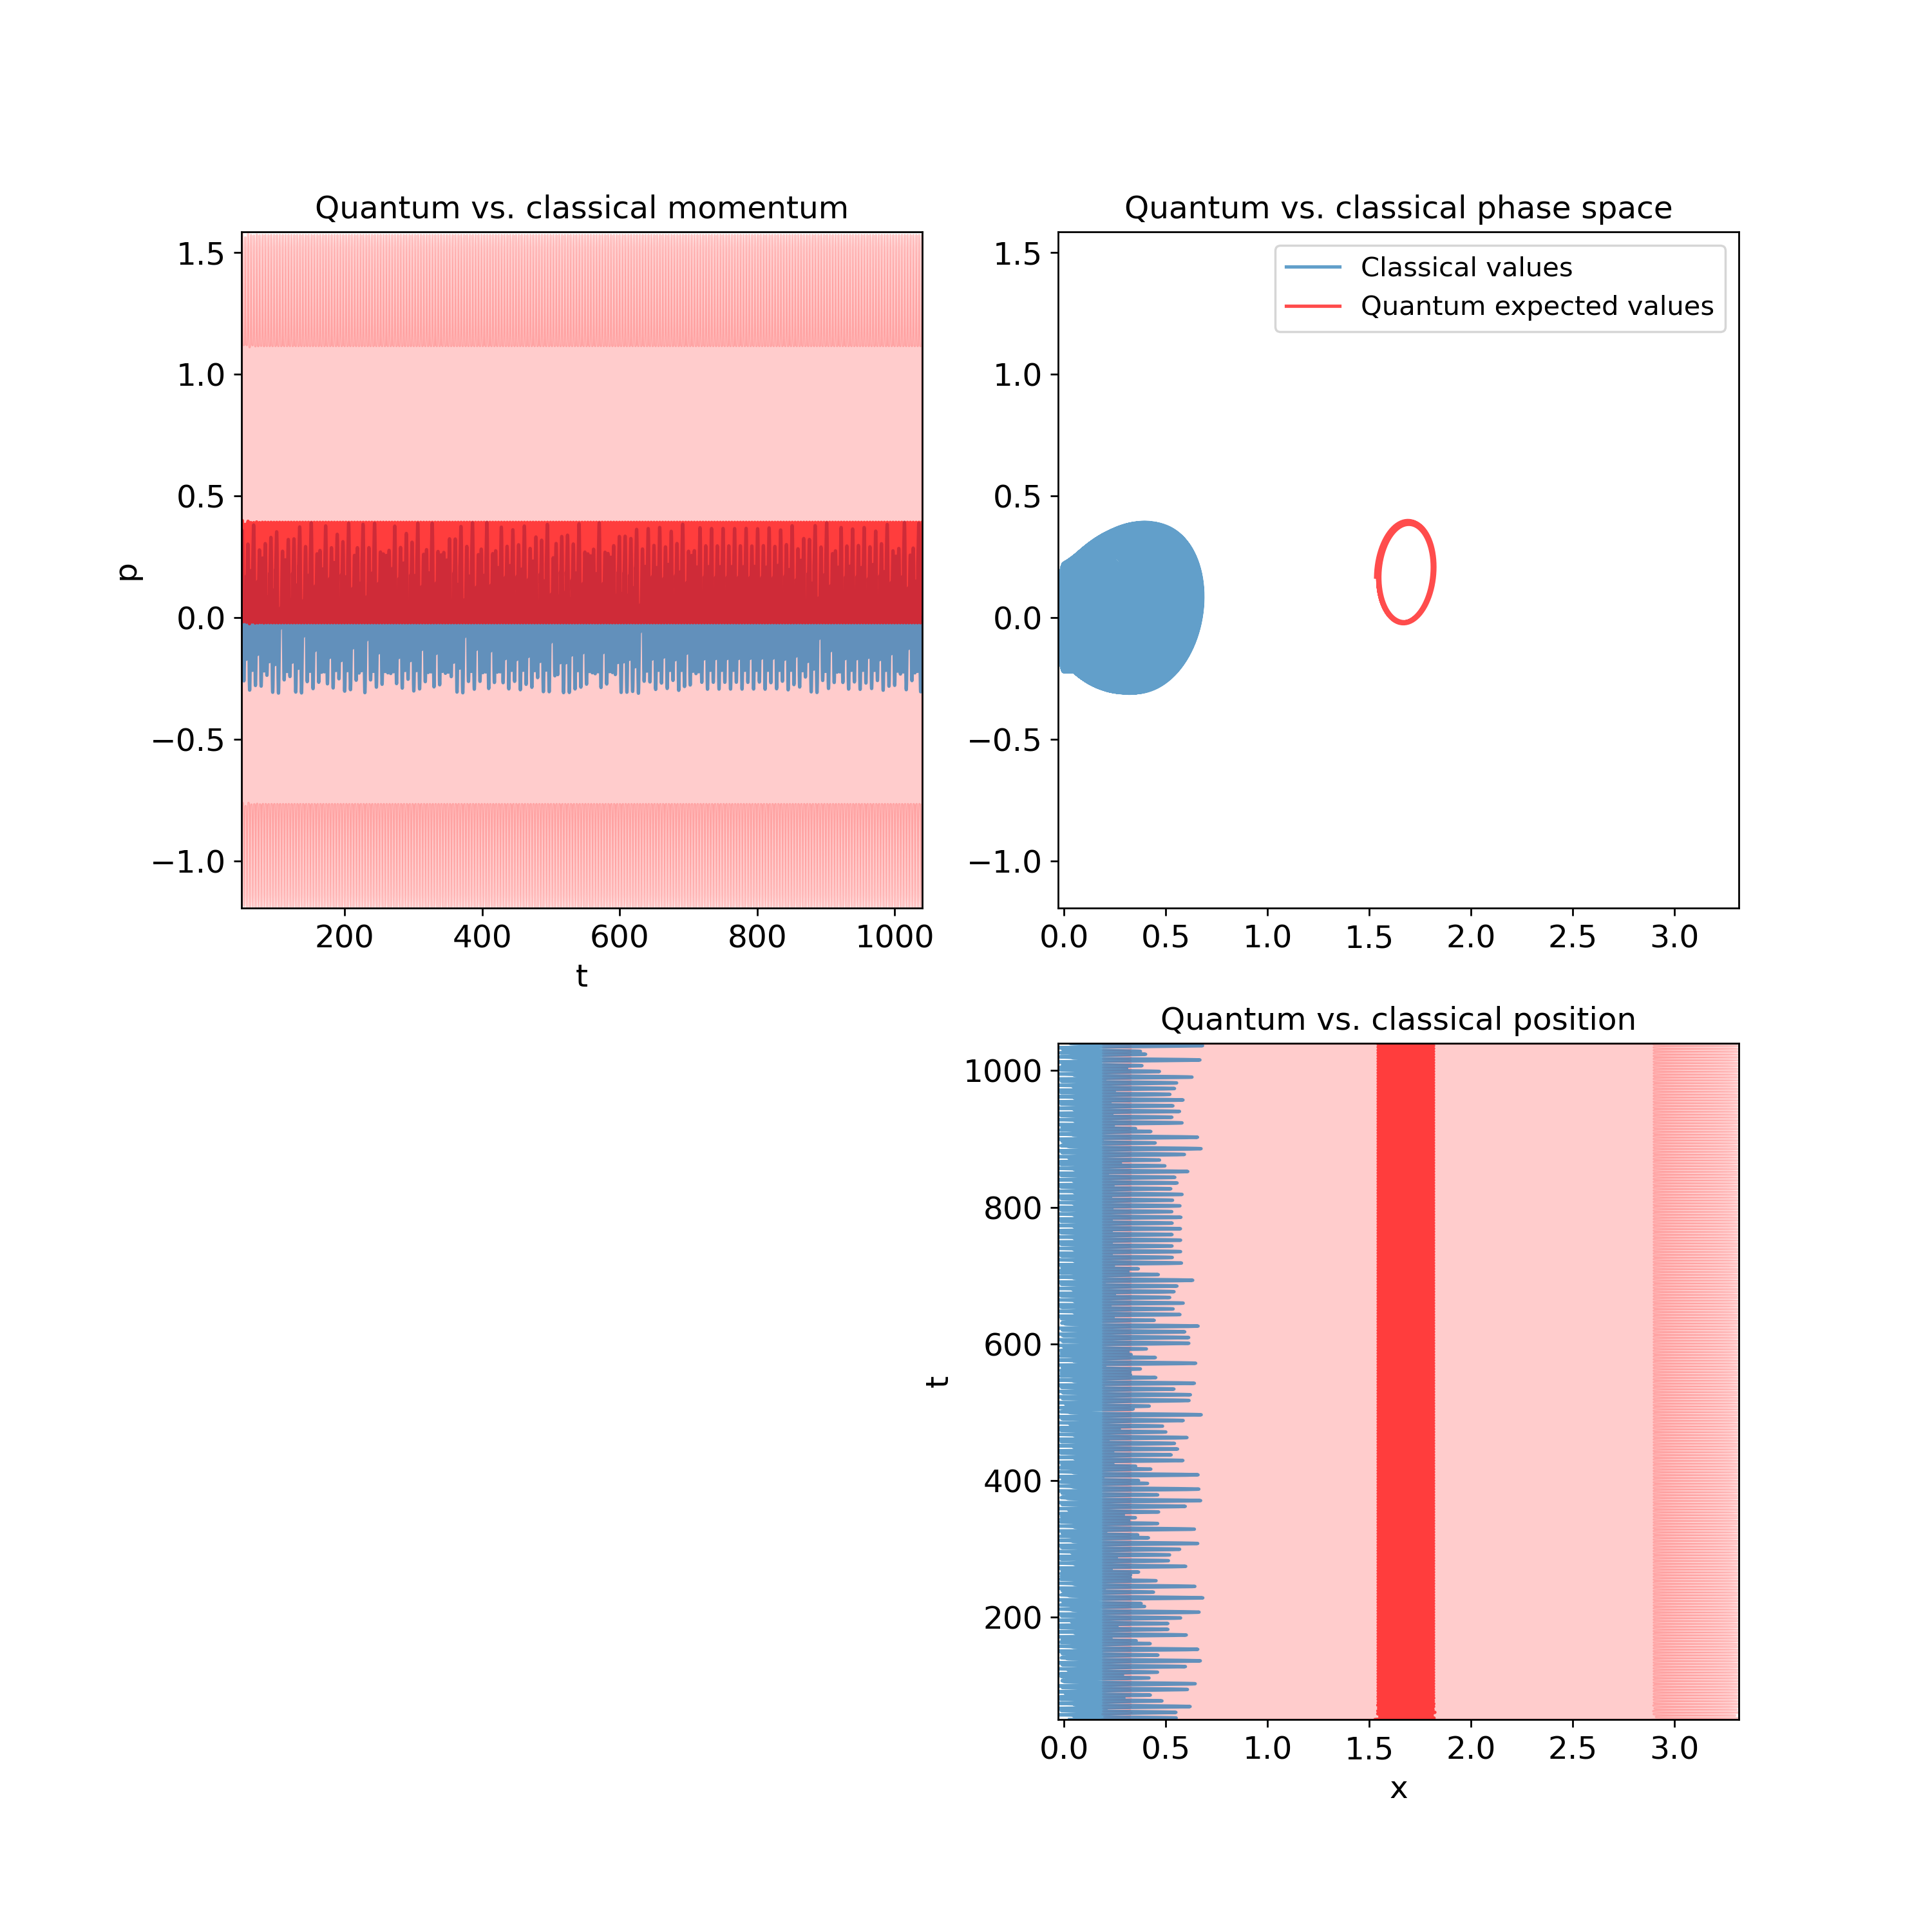 Quantum vs. classical momentum
1.5
1.0
0.5
0.0
−0.5
−1.0
p
200 400 600 800 1000
t
Quantum vs. classical phase space
Classical values
Quantum expected values
1.5
1.0
0.5
0.0
−0.5
−1.0
0.0 0.5 1.0 1.5 2.0 2.5 3.0
Quantum vs. classical position
1000
800
600
400
200
t
0.0 0.5 1.0 1.5 2.0 2.5 3.0
x